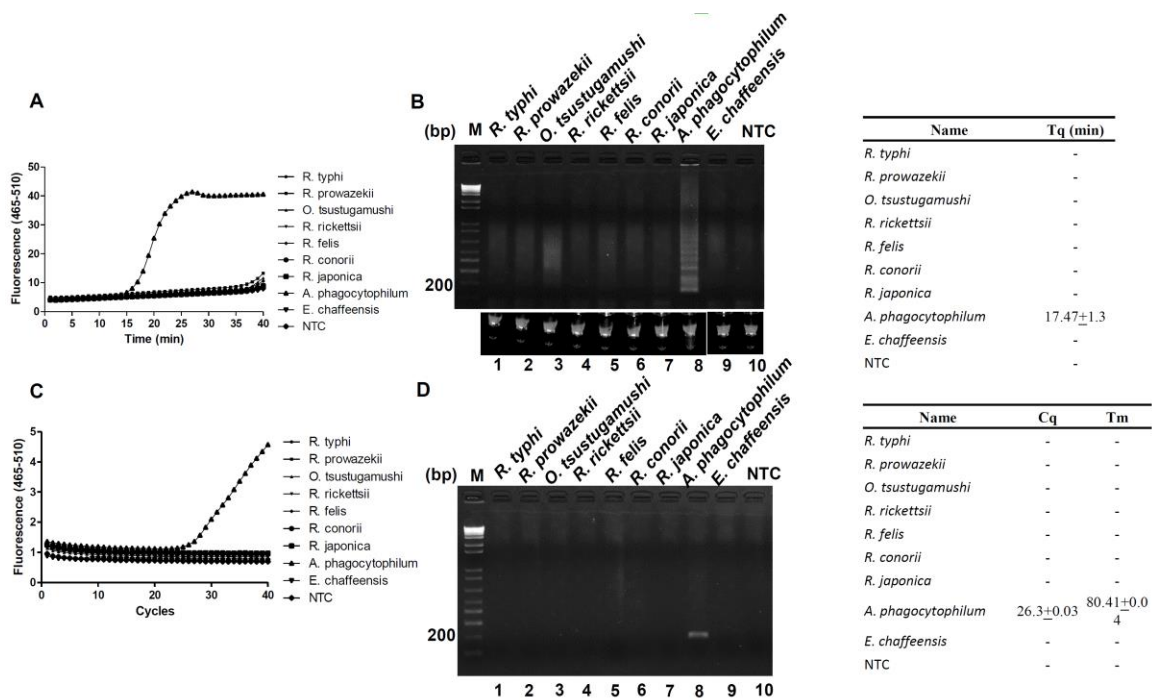 A
Fluorescence (465-510)
50
40
30
20
10
0
0
5
10
15
20
25
30
35
40
Time (min)
R. typhi
R. prowazekii
O. tsustugamushi
R. rickettsii
R. felis
R. conorii
R. japonica
A. phagocytophilum
E. chaffeensis
NTC
B
(bp)
M
R. typhi
R. prowazekii
O. tsustugamushi
R. rickettsii
R. felis
R. conorii
R. japonica
A. phagocytophilum
E. chaffeensis
NTC
200
1 2 3 4 5 6 7 8 9 10
Name Tq (min)
R. typhi -
R. prowazekii -
O. tsustugamushi -
R. rickettsii -
R. felis -
R. conorii -
R. japonica -
A. phagocytophilum 17.47±1.3
E. chaffeensis -
NTC -
C
Fluorescence (465-510)
5
4
3
2
1
0
0
10
20
30
40
Cycles
R. typhi
R. prowazekii
O. tsustugamushi
R. rickettsii
R. felis
R. conorii
R. japonica
A. phagocytophilum
E. chaffeensis
NTC
D
(bp)
M
R. typhi
R. prowazekii
O. tsustugamushi
R. rickettsii
R. felis
R. conorii
R. japonica
A. phagocytophilum
E. chaffeensis
NTC
200
1 2 3 4 5 6 7 8 9 10
Name Cq Tm
R. typhi - -
R. prowazekii - -
O. tsustugamushi - -
R. rickettsii - -
R. felis - -
R. conorii - -
R. japonica - -
A. phagocytophilum 26.3±0.03 80.41±0.0
4
E. chaffeensis - -
NTC - -